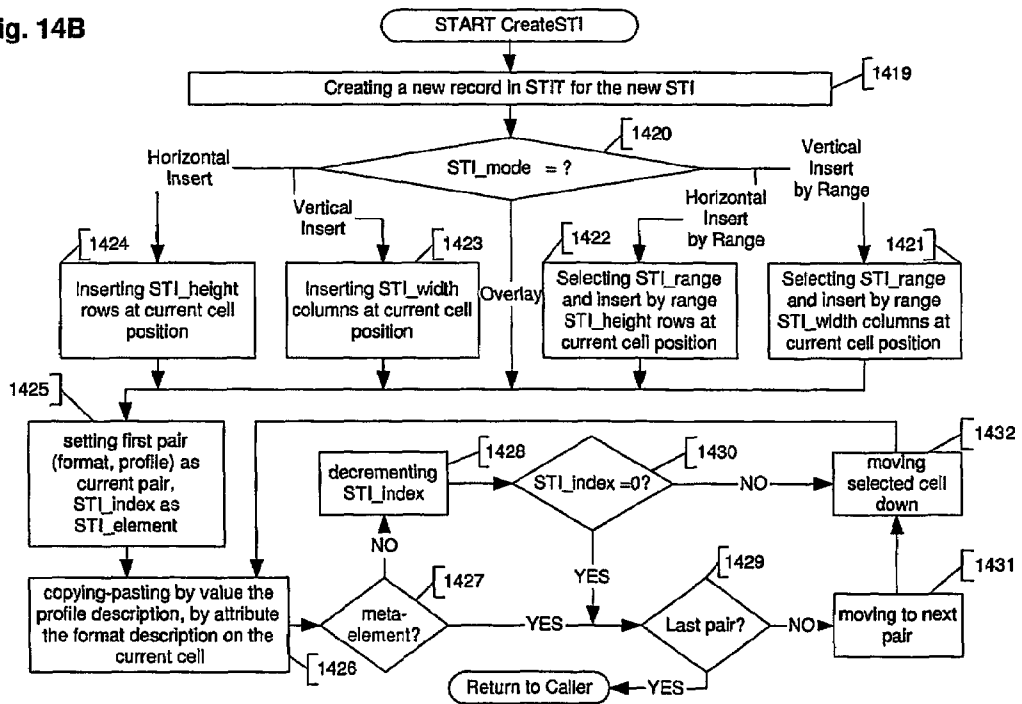 ig. 14B
START CreateSTI
1419
Creating a new record in STIT for the new STI
1420
STI_mode = ?
Horizontal
Insert
Vertical
Insert
Overlay
Horizontal
Insert
by Range
Vertical
Insert
by Range
1424
Inserting STI_height
rows at current cell
position
1423
Inserting STI_width
columns at current cell
position
1422
Selecting STI_range
and insert by range
STI_height rows at
current cell position
1421
Selecting STI_range
and insert by range
STI_width columns at
current cell position
1425
setting first pair
(format, profile) as
current pair,
STI_index as
STI_element
1428
decrementing
STI_index
1430
STI_index =0?
NO
1432
moving
selected cell
down
NO
YES
copying-pasting by value the
profile description, by attribute
the format description on the
current cell
1426
1427
meta-
element?
YES
1429
Last pair?
NO
1431
moving to next
pair
YES
Return to Caller